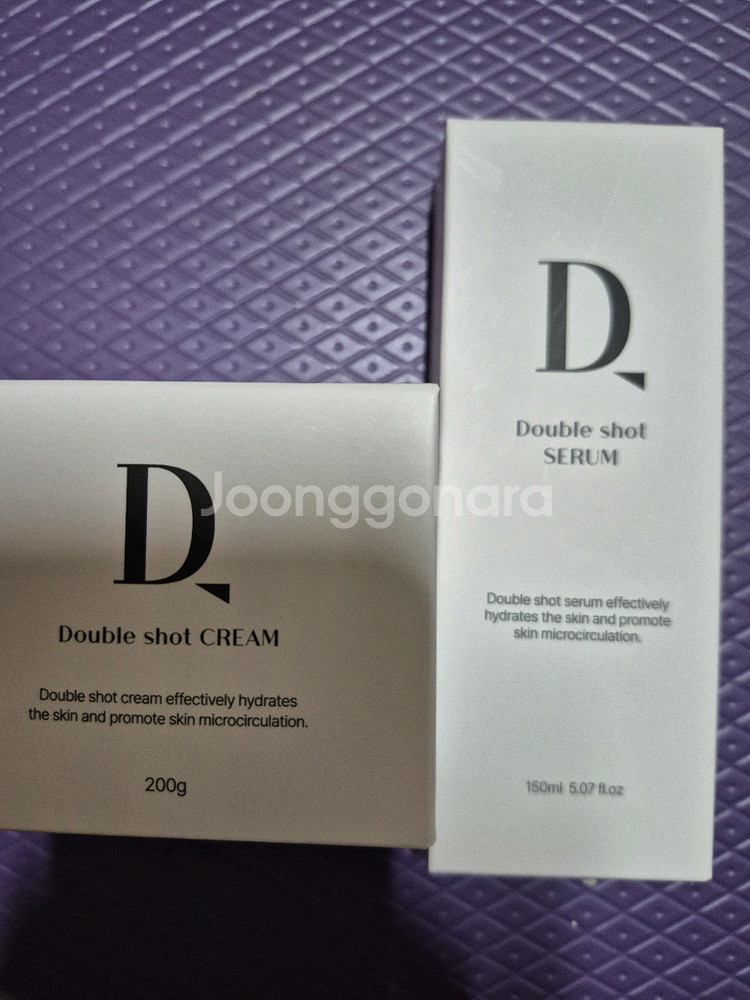 D
Double shot CREAM
Double shot cream effectively hydrates
the skin and promote skin microcirculation.
200g
D
Double shot
SERUM
Double shot serum effectively
hydrates the skin and promote
skin microcirculation.
150ml 5.07 fl.oz
Joonggonara